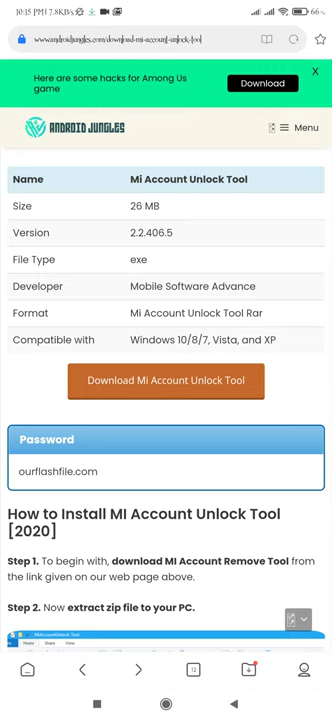 10:15 PM | 7.8KB/s
66%
www.androidjungles.com/download-mi-account-unlock-tool
Here are some hacks for Among Us
game
Download
X
ANDROID JUNGLES
Menu
Name Mi Account Unlock Tool
Size 26 MB
Version 2.2.406.5
File Type exe
Developer Mobile Software Advance
Format Mi Account Unlock Tool Rar
Compatible with Windows 10/8/7, Vista, and XP
Download Mi Account Unlock Tool
Password
ourflashfile.com
How to Install MI Account Unlock Tool
[2020]
Step 1. To begin with, download MI Account Remove Tool from
the link given on our web page above.
Step 2. Now extract zip file to your PC.
MiAccountUnlock Tool
Home Share View
12